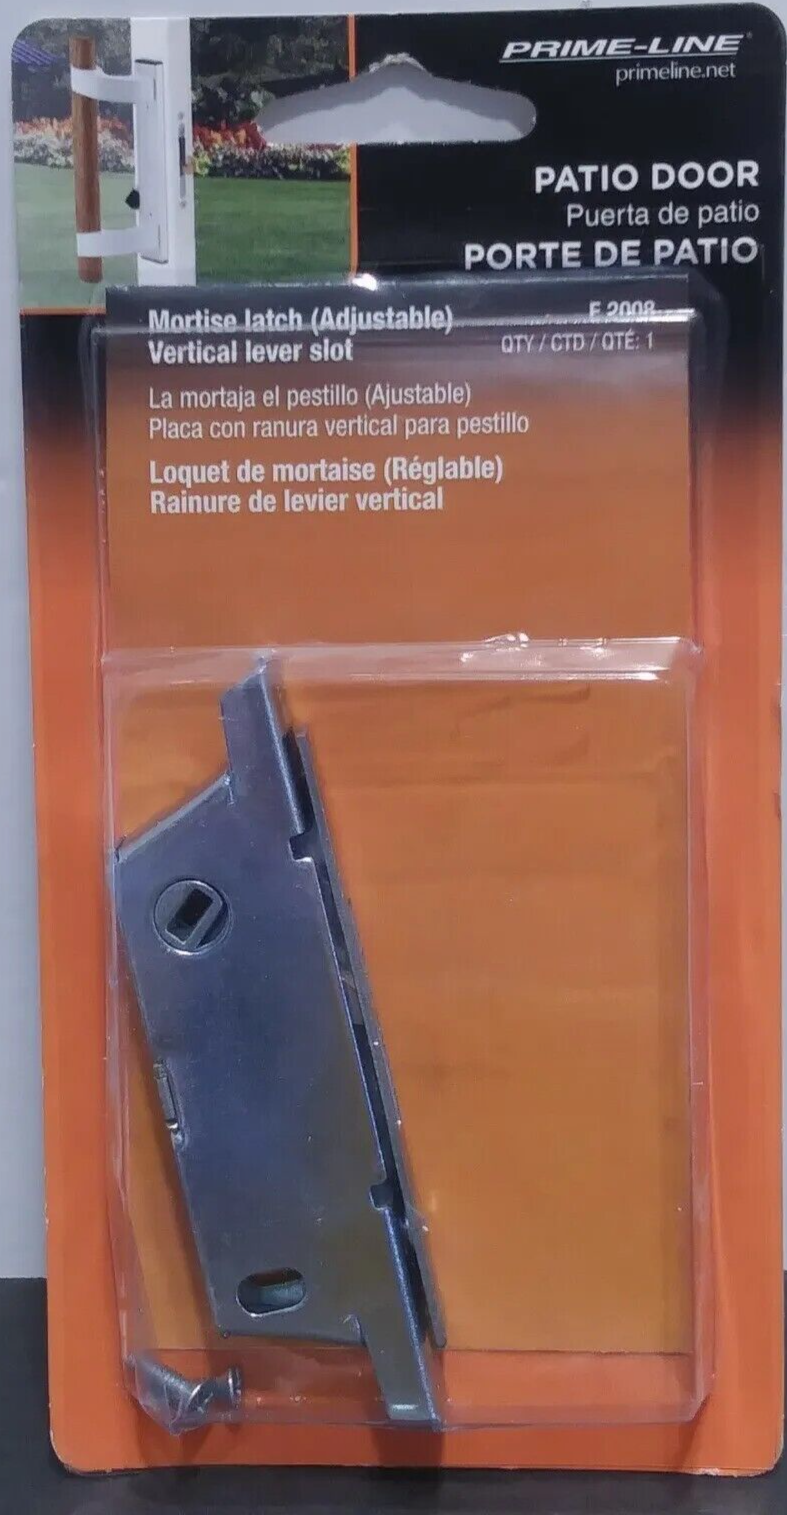 PRIME-LINE®
primeline.net
PATIO DOOR
Puerta de patio
PORTE DE PATIO
Mortise latch (Adjustable)
Vertical lever slot
E 2008
QTY / CTD / QTÉ: 1
La mortaja el pestillo (Ajustable)
Placa con ranura vertical para pestillo
Loquet de mortaise (Réglable)
Rainure de levier vertical